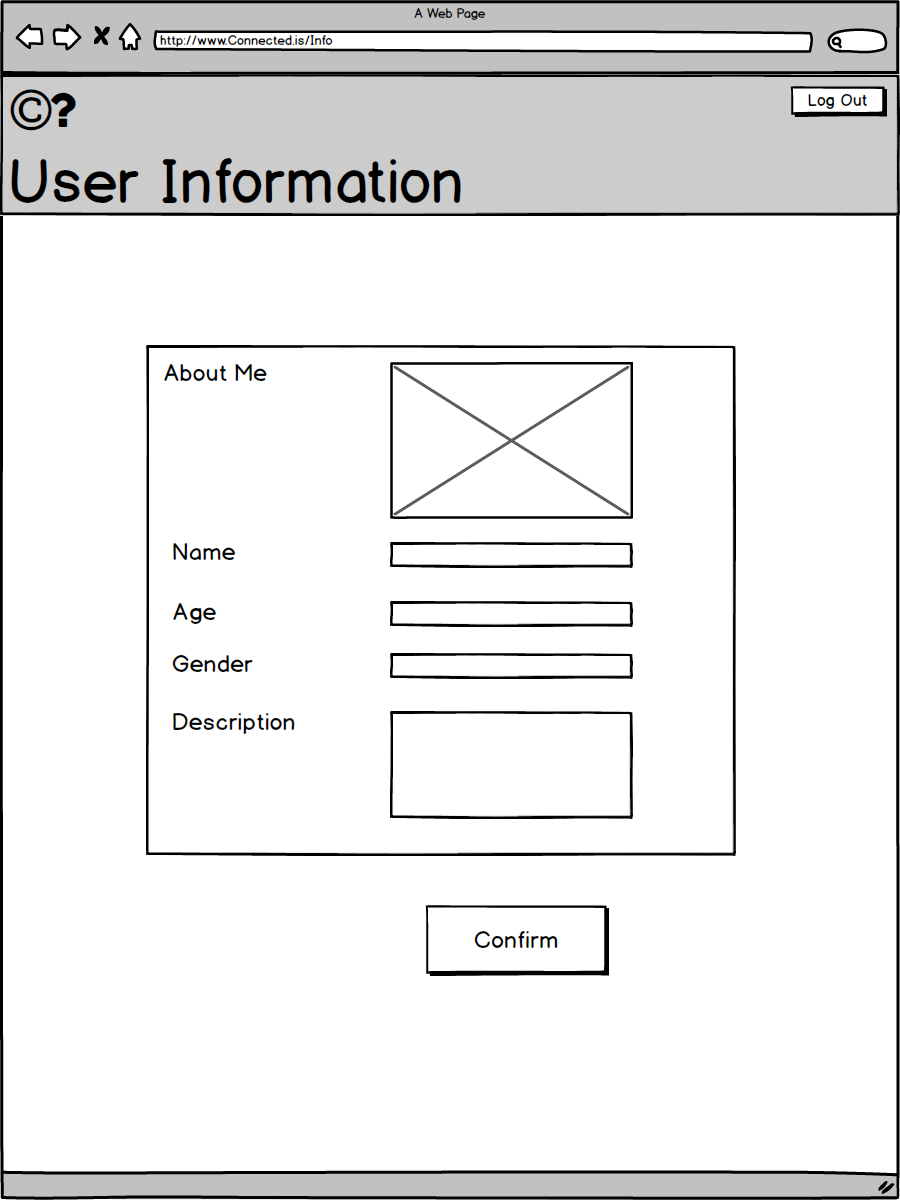 A Web Page
http://www.Connected.is/Info
©?
Log Out
User Information
About Me
Name
Age
Gender
Description
Confirm